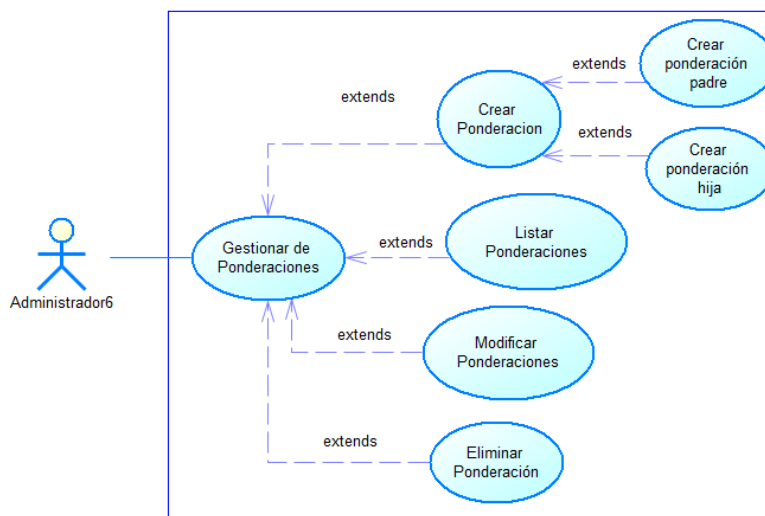 Crear
ponderación
padre
extends
extends
Crear
Ponderacion
extends
Crear
ponderación
hija
Gestionar de
Ponderaciones
extends
Listar
Ponderaciones
Administrador6
extends
Modificar
Ponderaciones
extends
Eliminar
Ponderación